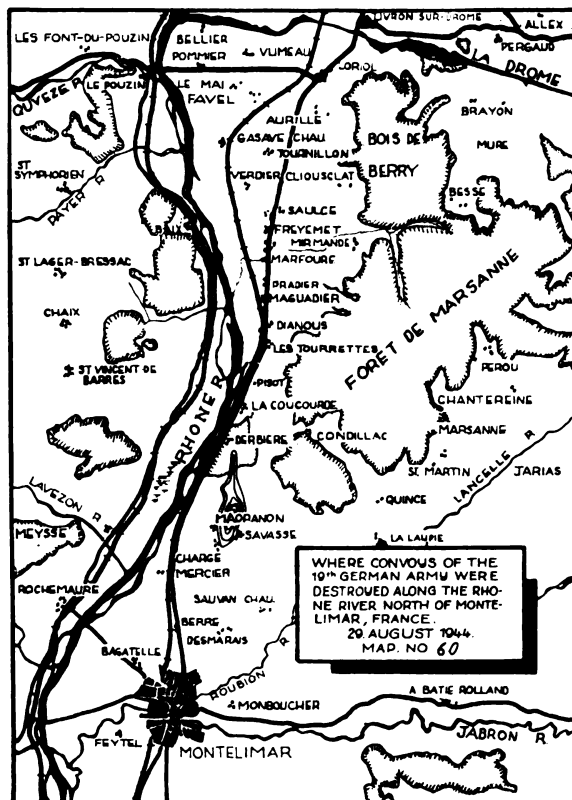 LIVRON SUR-DROME
ALLEX
LES FONT-DU-POUZIN
BELLIER
POMMIER
VUMEAU
PERGAUD
LA DROME
LORIOL
OUVEZE R
LE POUZIN
LE MAI
FAVEL
BRAYON
AURILLE
GASAVE CHAU
TOURNILLON
BOIS DE
BERRY
MURE
ST
SYMPHORIEN
PAYER R
VERDIER
CLIOUSCLAT
BESSE
SAULCE
FREYEMET
MIRMANDE
BAIX
MARFOURE
ST LAGER-BRESSAC
PRADIER
MAGUADIER
CHAIX
DIANOUS
FORÊT DE MARSANNE
LES TOURRETTES
ST VINCENT DE
BARRES
PEROU
PISOT
CHANTEREINE
RHONE R
LA COUCOURDE
MARSANNE
DERBIERE
CONDILLAC
ST MARTIN
LANCELLE R
JARIAS
LAVEZON R
QUINCE
MADRANON
SAVASSE
MEYSSE
LA LAUPIE
CHARGE
MERCIER
WHERE CONVOYS OF THE
19th GERMAN ARMY WERE
DESTROYED ALONG THE RHO-
NE RIVER NORTH OF MONTE-
LIMAR, FRANCE.
29. AUGUST 1944.
MAP. NO 60
ROCHEMAURE
SAUVAN CHAU.
BERRE
DESMARAIS
BAGATELLE
ROUBION R
MONBOUCHER
A BATIE ROLLAND
FEYTEL
MONTELIMAR
JABRON R.